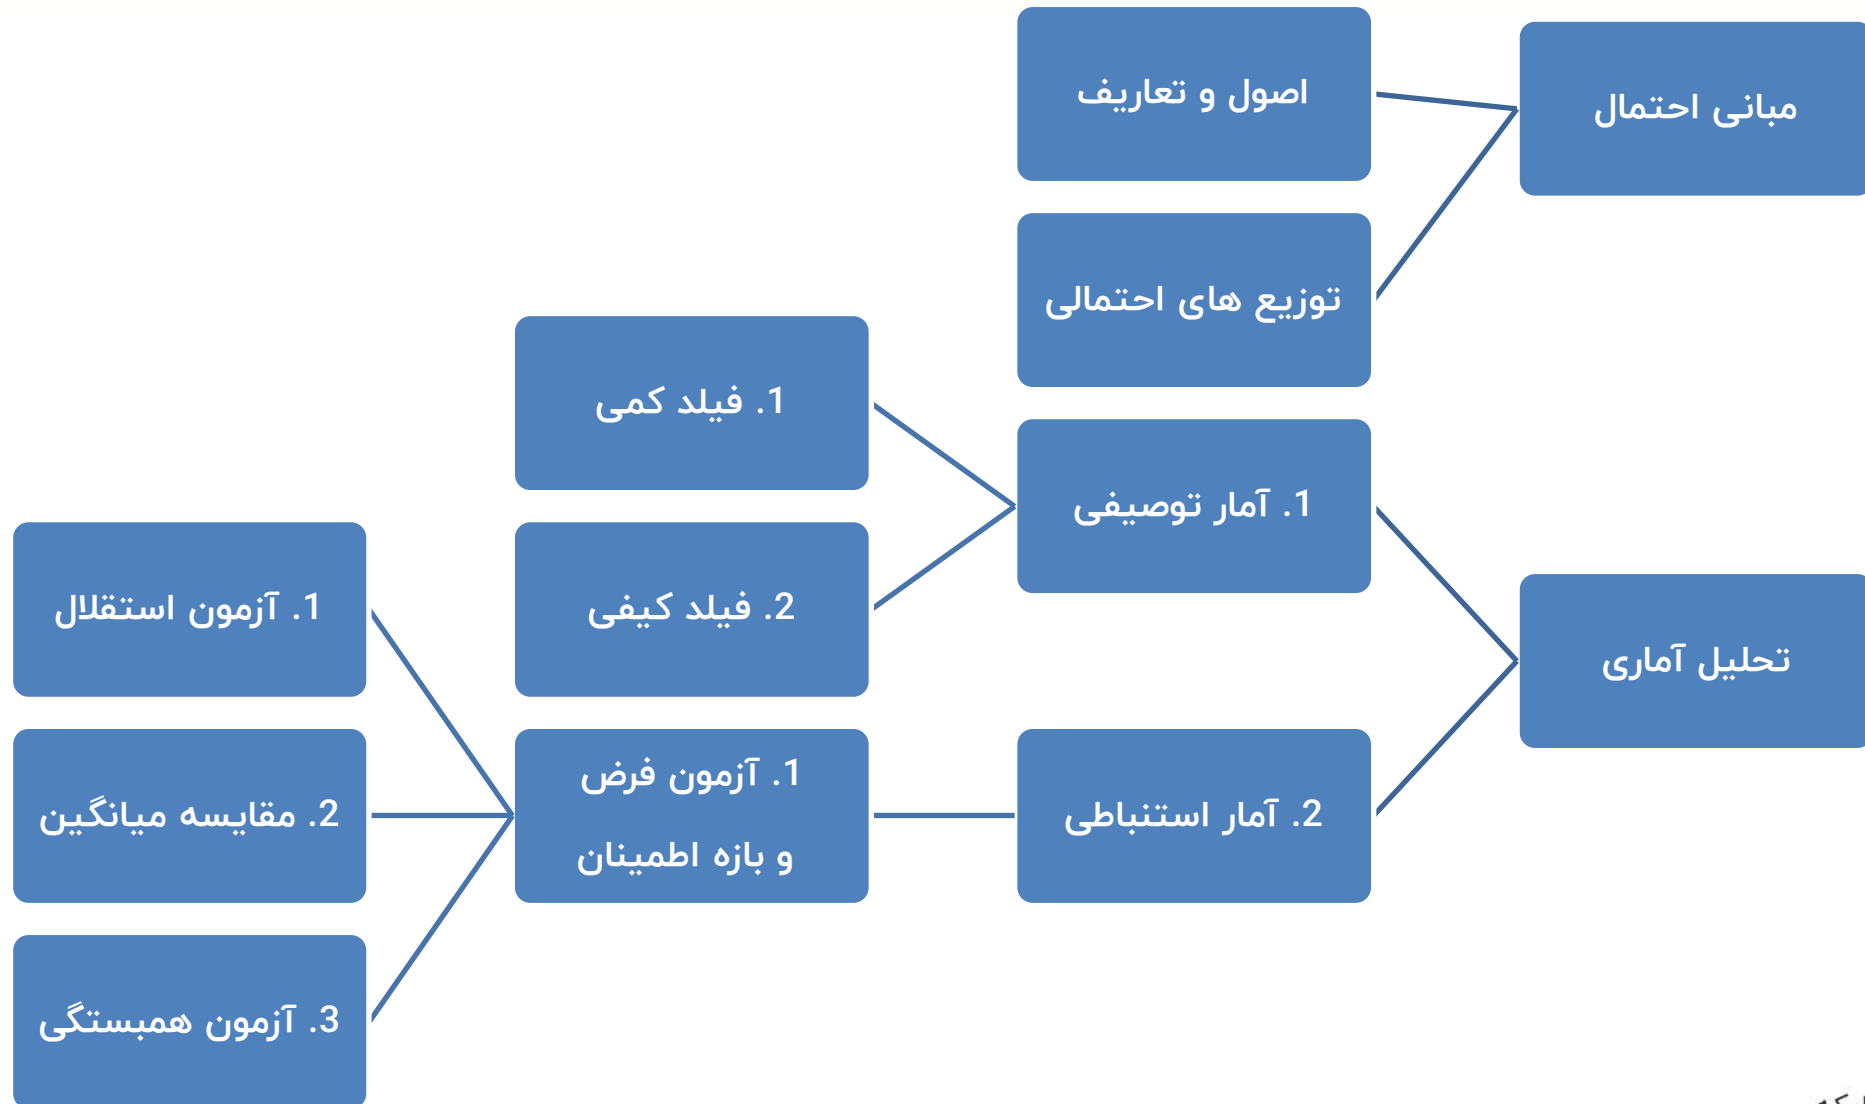 مبانی احتمال
اصول و تعاریف
توزیع های احتمالی
تحلیل آماری
1. آمار توصیفی
1. فیلد کمی
2. فیلد کیفی
2. آمار استنباطی
1. آزمون فرض
و بازه اطمینان
1. آزمون استقلال
2. مقایسه میانگین
3. آزمون همبستگی